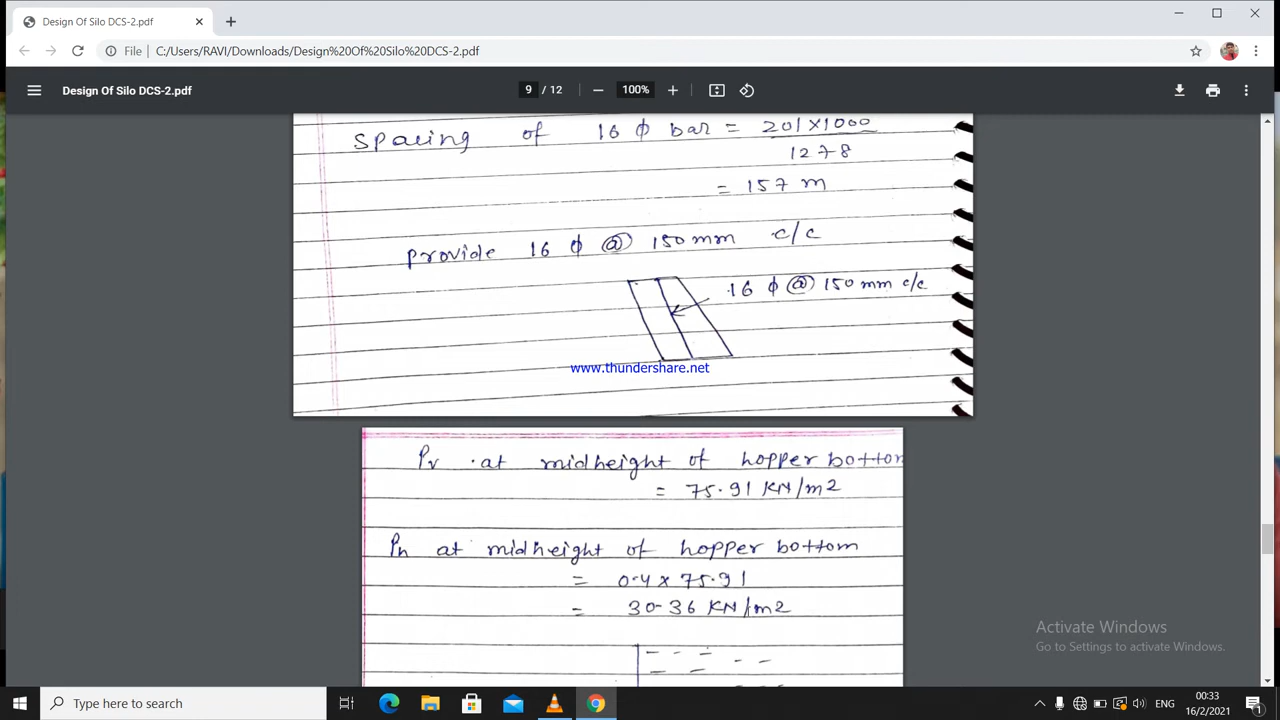 Design Of Silo DCS-2.pdf
File
C:/Users/RAVI/Downloads/Design%20Of%20Silo%20DCS-2.pdf
Design Of Silo DCS-2.pdf
9 / 12
100%
Spacing of 16 ϕ bar = 201×1000
1278
= 157 m
provide 16 ϕ @ 150mm c/c
16 ϕ @ 150 mm c/c
www.thundershare.net
Pv at midheight of hopper bottom
= 75.91 KN/m2
Ph at midheight of hopper bottom
= 0.4 × 75.91
= 30.36 KN/m2
Activate Windows
Go to Settings to activate Windows.
Type here to search
ENG
00:33
16/2/2021
1